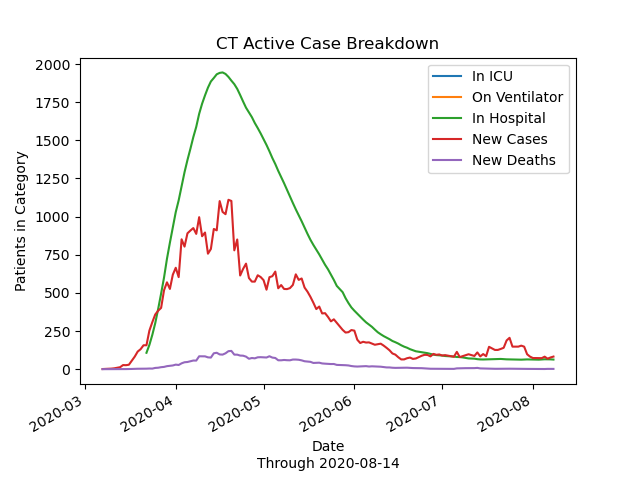 CT Active Case Breakdown
2000
1750
1500
1250
1000
750
500
250
0
Patients in Category
In ICU
On Ventilator
In Hospital
New Cases
New Deaths
2020-03
2020-04
2020-05
2020-06
2020-07
2020-08
Date
Through 2020-08-14